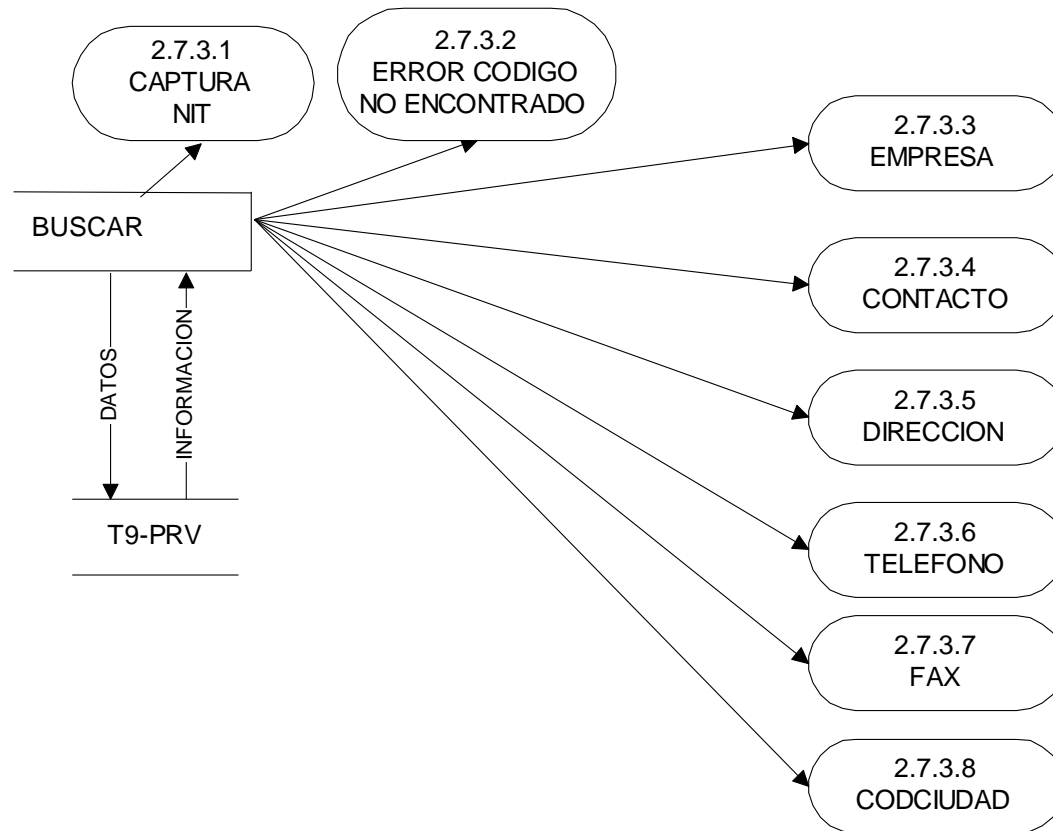 2.7.3.1
CAPTURA
NIT
2.7.3.2
ERROR CODIGO
NO ENCONTRADO
2.7.3.3
EMPRESA
BUSCAR
2.7.3.4
CONTACTO
DATOS
INFORMACION
2.7.3.5
DIRECCION
T9-PRV
2.7.3.6
TELEFONO
2.7.3.7
FAX
2.7.3.8
CODCIUDAD